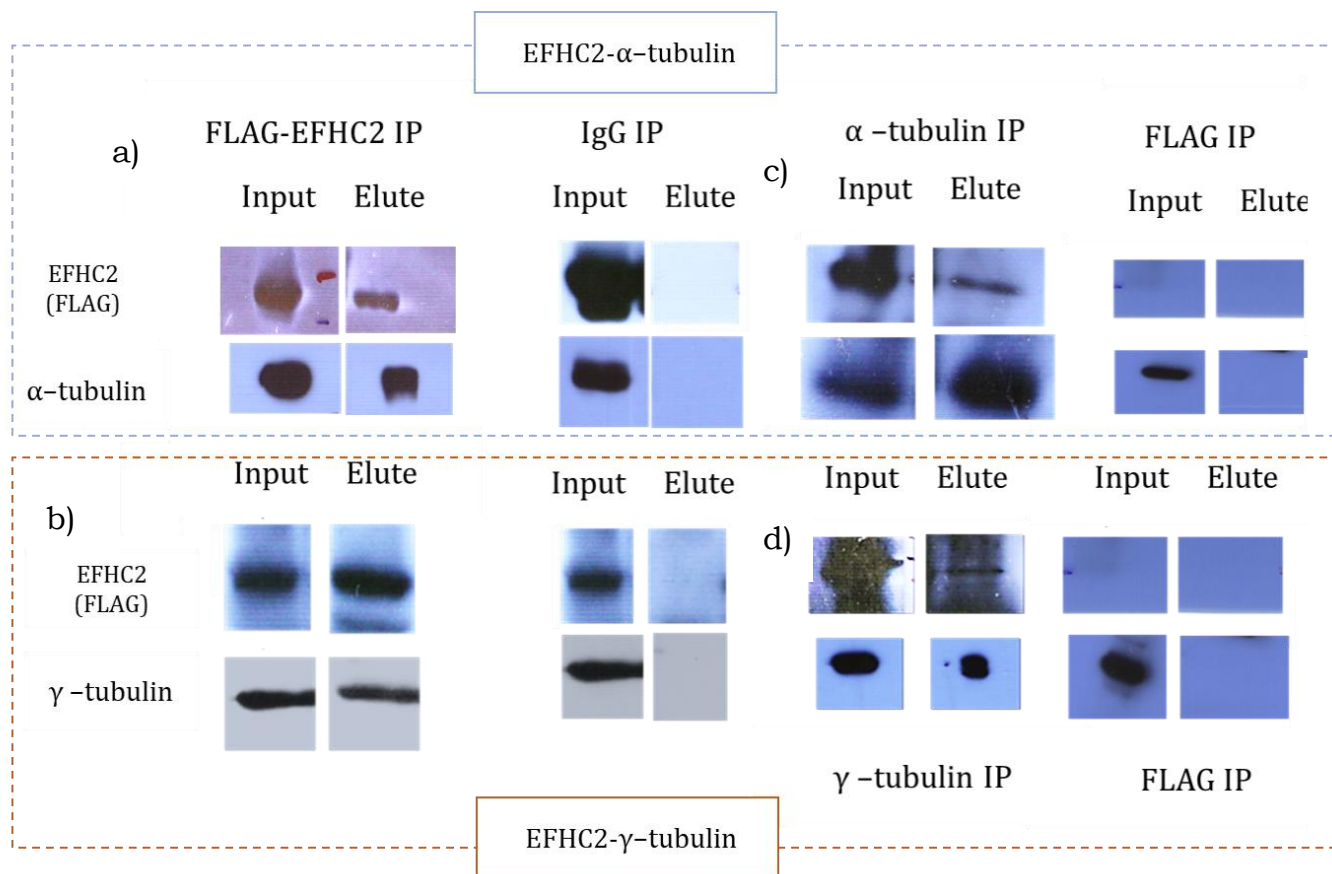 EFHC2-α-tubulin
a)
FLAG-EFHC2 IP
IgG IP
c)
α -tubulin IP
FLAG IP
Input Elute
Input Elute
Input Elute
Input Elute
EFHC2
(FLAG)
α-tubulin
b)
Input Elute
Input Elute
d)
Input Elute
Input Elute
EFHC2
(FLAG)
γ -tubulin
γ -tubulin IP
FLAG IP
EFHC2-γ-tubulin